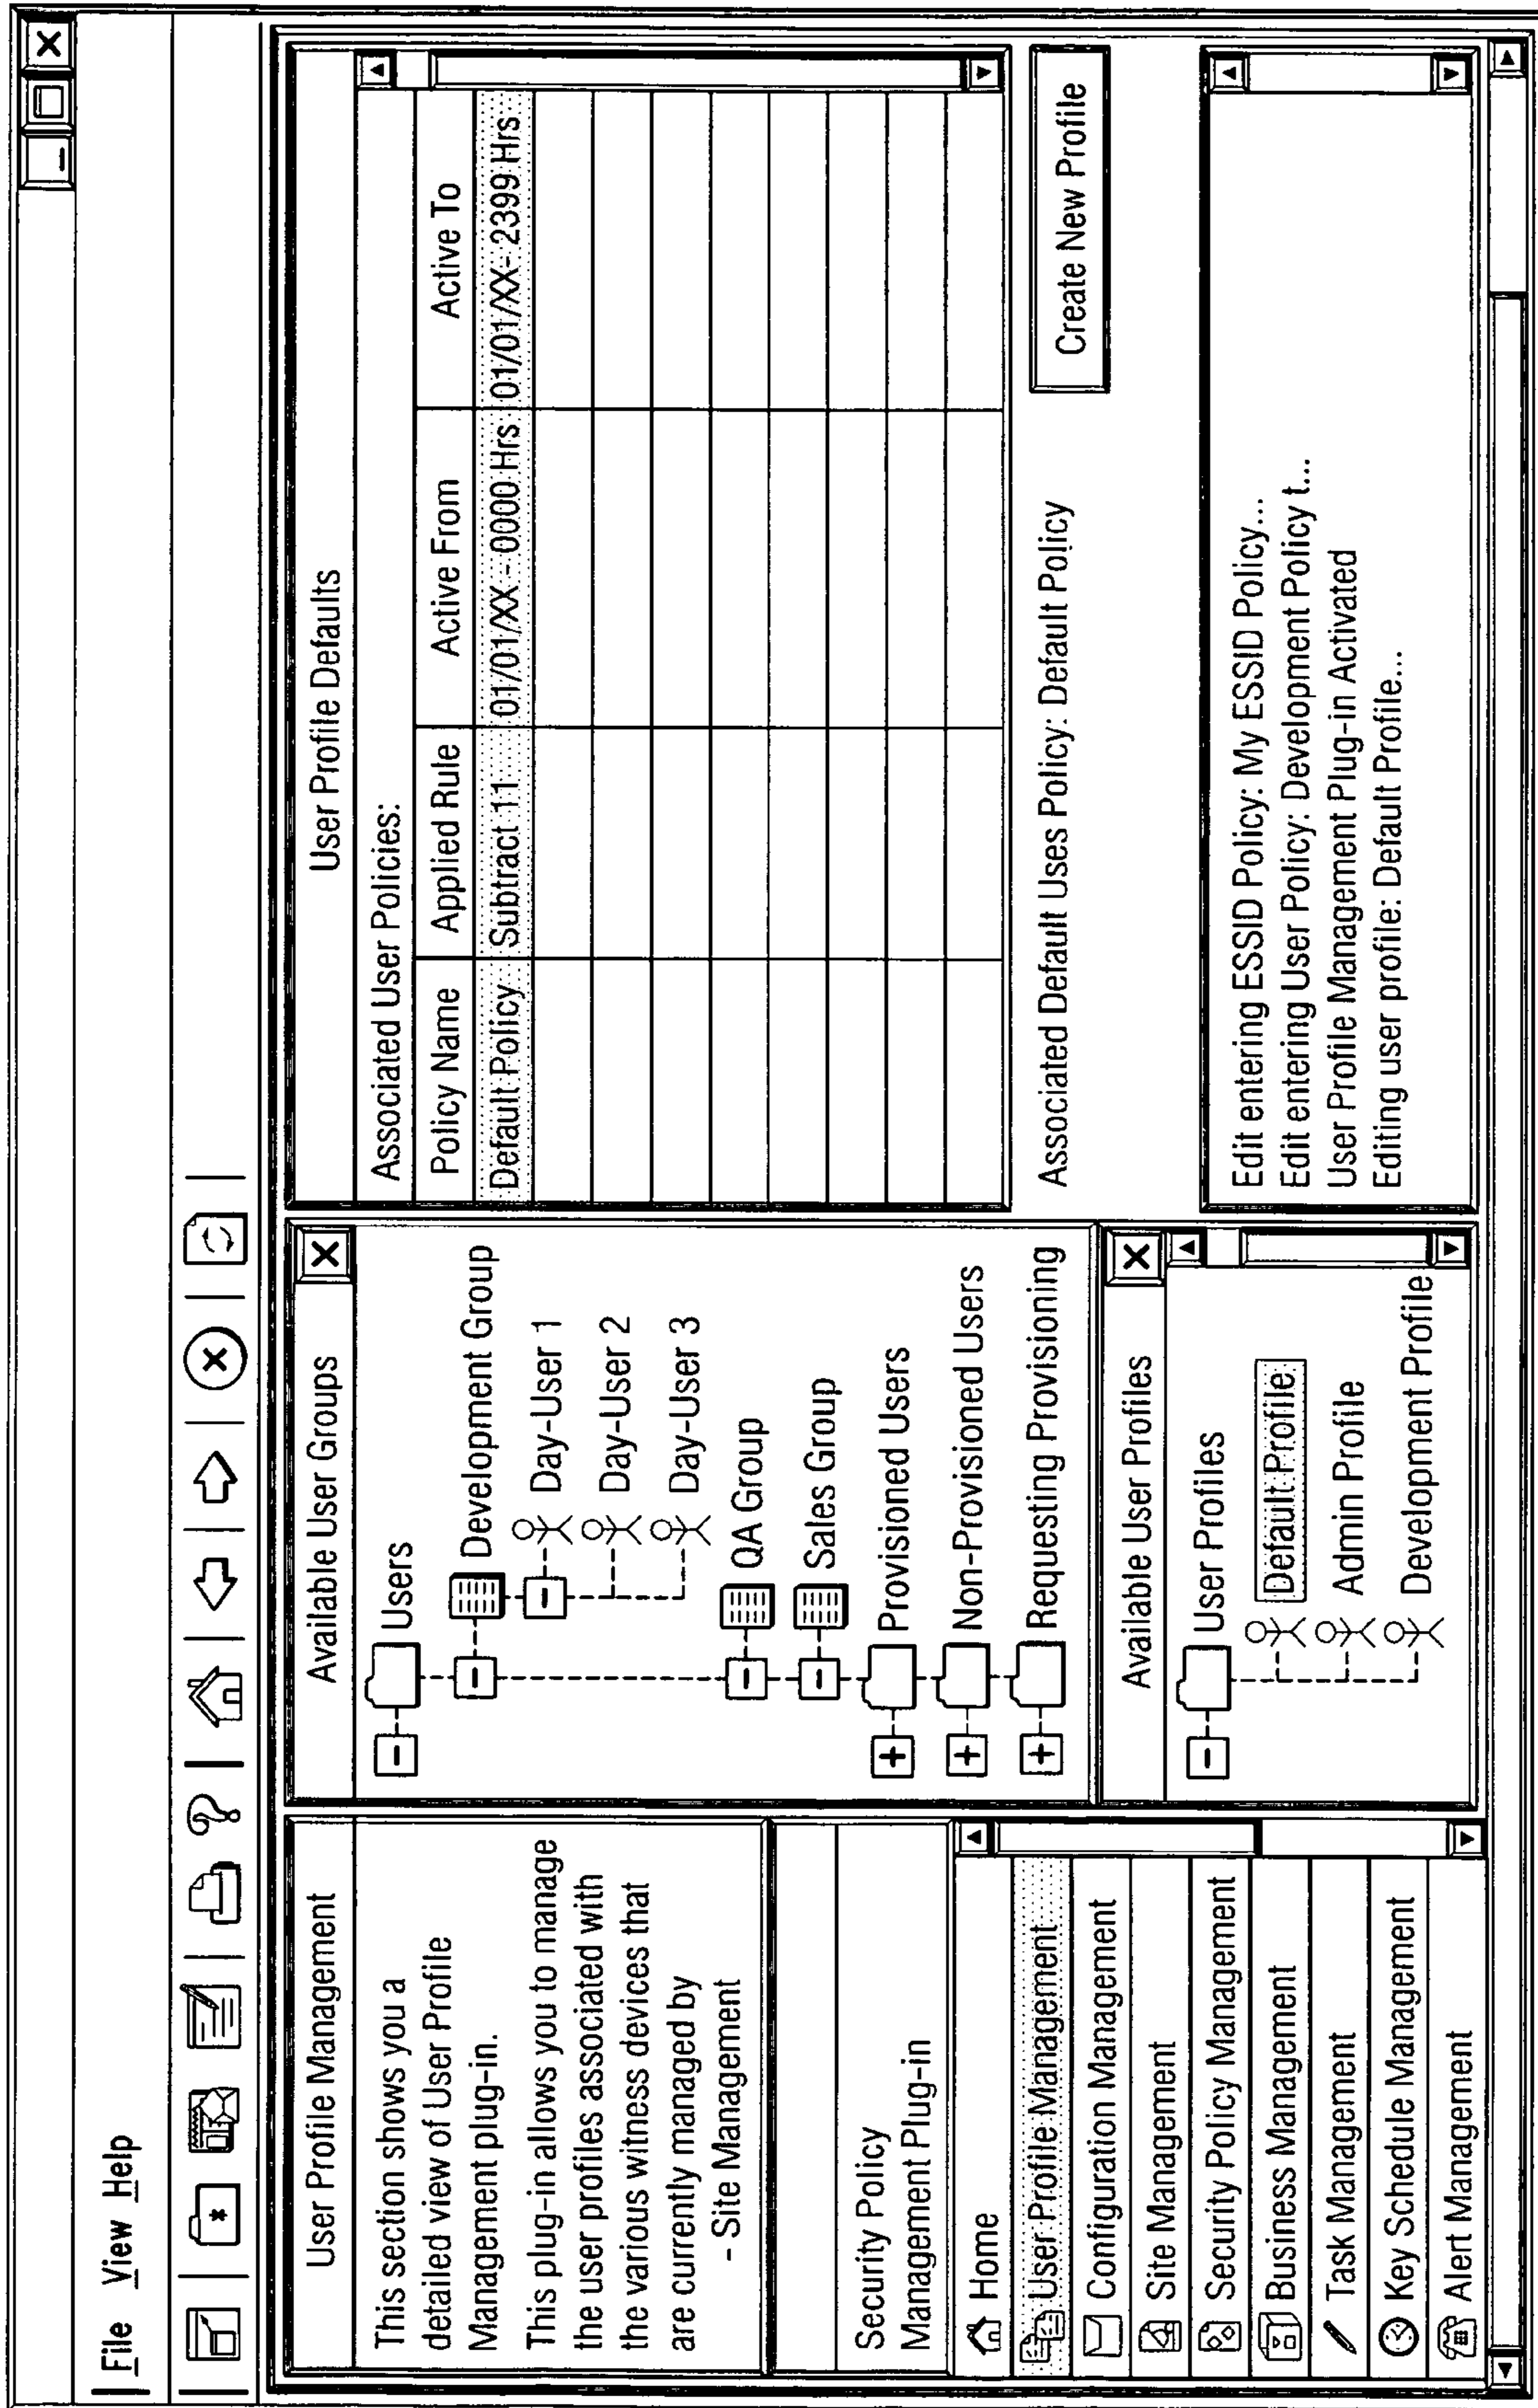 File View Help
User Profile Management
This section shows you a
detailed view of User Profile
Management plug-in.
This plug-in allows you to manage
the user profiles associated with
the various witness devices that
are currently managed by
- Site Management
Security Policy
Management Plug-in
Home
User Profile Management
Configuration Management
Site Management
Security Policy Management
Business Management
Task Management
Key Schedule Management
Alert Management
Available User Groups
Users
Development Group
Day-User 1
Day-User 2
Day-User 3
QA Group
Sales Group
Provisioned Users
Non-Provisioned Users
Requesting Provisioning
Available User Profiles
User Profiles
Default Profile
Admin Profile
Development Profile
User Profile Defaults
Associated User Policies:
Policy Name Applied Rule Active From Active To
Default Policy Subtract 11 01/01/XX - 0000 Hrs 01/01/XX- 2399 Hrs
Associated Default Uses Policy: Default Policy
Create New Profile
Edit entering ESSID Policy: My ESSID Policy...
Edit entering User Policy: Development Policy t...
User Profile Management Plug-in Activated
Editing user profile: Default Profile...